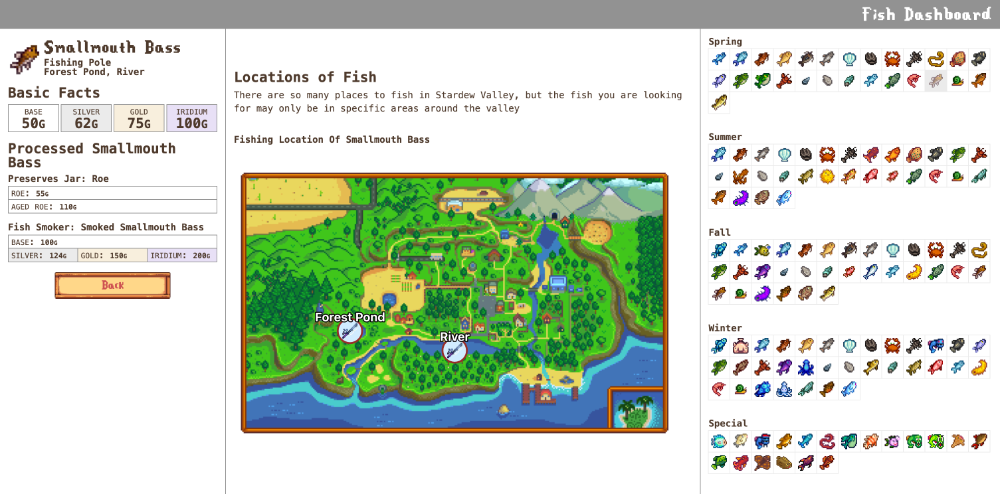 Fish Dashboard
Smallmouth Bass
Fishing Pole
Forest Pond, River
Basic Facts
BASE
50G
SILVER
62G
GOLD
75G
IRIDIUM
100G
Processed Smallmouth
Bass
Preserves Jar: Roe
ROE: 55G
AGED ROE: 110G
Fish Smoker: Smoked Smallmouth Bass
BASE: 100G
SILVER: 124G
GOLD: 150G
IRIDIUM: 200G
Back
Locations of Fish
There are so many places to fish in Stardew Valley, but the fish you are looking
for may only be in specific areas around the valley
Fishing Location Of Smallmouth Bass
Forest Pond
River
Spring
Summer
Fall
Winter
Special